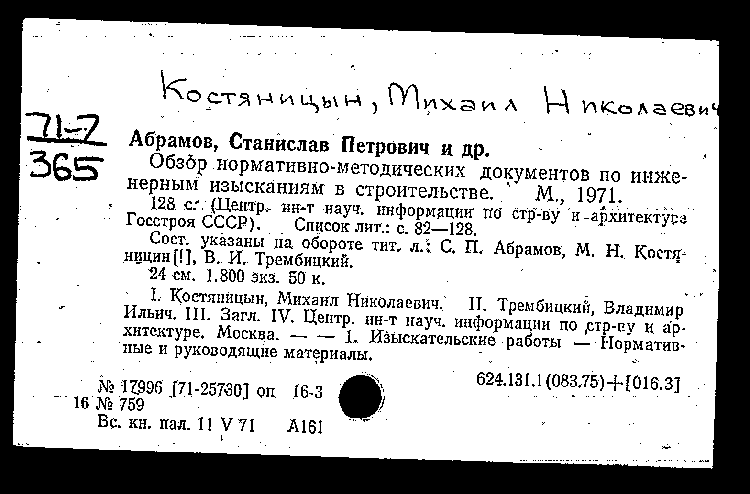 Костяницын, Михаил Николаевич
71-7
365
Абрамов, Станислав Петрович и др.
Обзор нормативно-методических документов по инже-
нерным изысканиям в строительстве. М., 1971.
128 с. (Центр. ин-т науч. информации по стр-ву и архитектуре
Госстроя СССР). Список лит.: с. 82—128.
Сост. указаны на обороте тит. л.: С. П. Абрамов, М. Н. Костя-
ницин[!], В. И. Трембицкий.
24 см. 1.800 экз. 50 к.
I. Костяницын, Михаил Николаевич. II. Трембицкий, Владимир
Ильич. III. Загл. IV. Центр. ин-т науч. информации по стр-ву и ар-
хитектуре. Москва. — — 1. Изыскательские работы — Норматив-
ные и руководящие материалы.
624.131.1(083.75)+[016.3]
№ 17996 [71-25730] оп 16-3
16 № 759
Вс. кн. пал. 11 V 71 А161